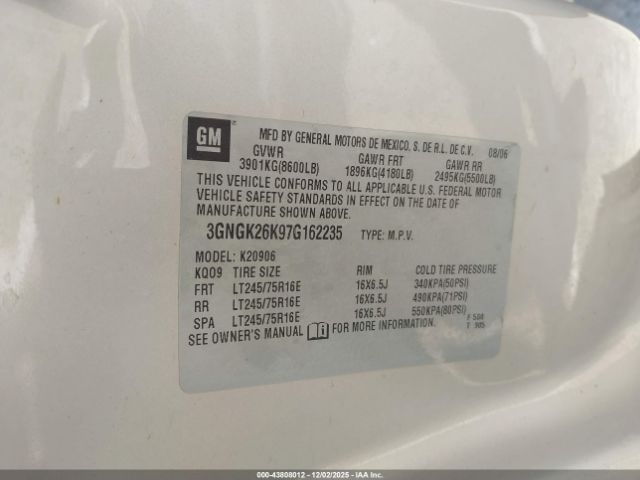 GM
MFD BY GENERAL MOTORS DE MEXICO, S. DE R.L. DE C.V. 08/06
GVWR GAWR FRT GAWR RR
3901KG(8600LB) 1896KG(4180LB) 2495KG(5500LB)
THIS VEHICLE CONFORMS TO ALL APPLICABLE U.S. FEDERAL MOTOR
VEHICLE SAFETY STANDARDS IN EFFECT ON THE DATE OF
MANUFACTURE SHOWN ABOVE.
3GNGK26K97G162235 TYPE: M.P.V.
MODEL: K20906
KQ09 TIRE SIZE RIM COLD TIRE PRESSURE
FRT LT245/75R16E 16X6.5J 340KPA(50PSI)
RR LT245/75R16E 16X6.5J 490KPA(71PSI)
SPA LT245/75R16E 16X6.5J 550KPA(80PSI)
SEE OWNER'S MANUAL FOR MORE INFORMATION.
F 504
T 905
000-43808012 - 12/02/2025 - IAAI.com